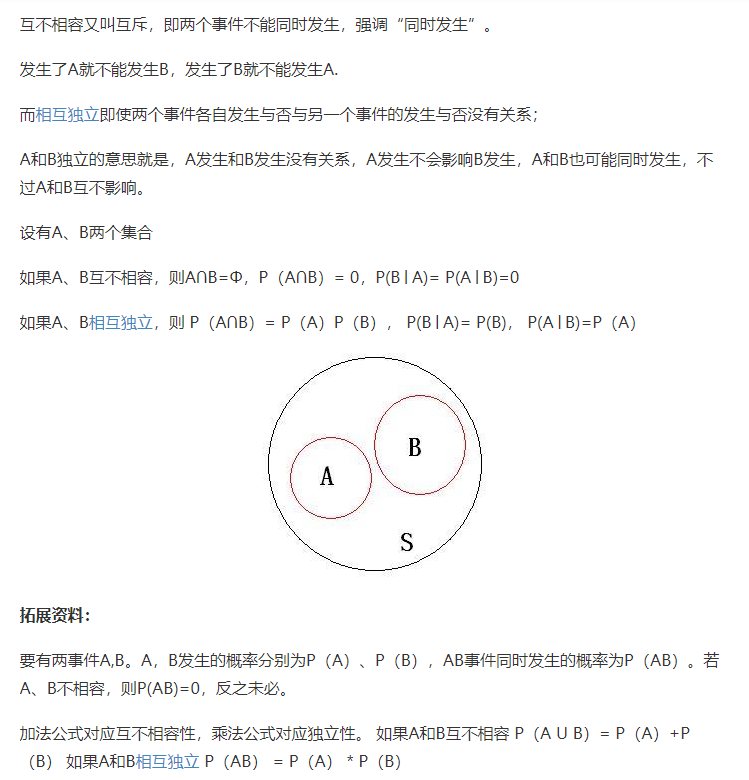 互不相容又叫互斥，即两个事件不能同时发生，强调“同时发生”。
发生了A就不能发生B，发生了B就不能发生A.
而相互独立即使两个事件各自发生与否与另一个事件的发生与否没有关系；
A和B独立的意思就是，A发生和B发生没有关系，A发生不会影响B发生，A和B也可能同时发生，不
过A和B互不影响。
设有A、B两个集合
如果A、B互不相容，则A∩B=Φ，P（A∩B）= 0，P(B | A)= P(A | B)=0
如果A、B相互独立，则 P（A∩B）= P（A）P（B）， P(B | A)= P(B)， P(A | B)=P（A）
A
B
S
拓展资料：
要有两事件A,B。A，B发生的概率分别为P（A）、P（B），AB事件同时发生的概率为P（AB）。若
A、B不相容，则P(AB)=0，反之未必。
加法公式对应互不相容性，乘法公式对应独立性。 如果A和B互不相容 P（A U B）= P（A）+P
（B） 如果A和B相互独立 P（AB） = P（A）* P（B）